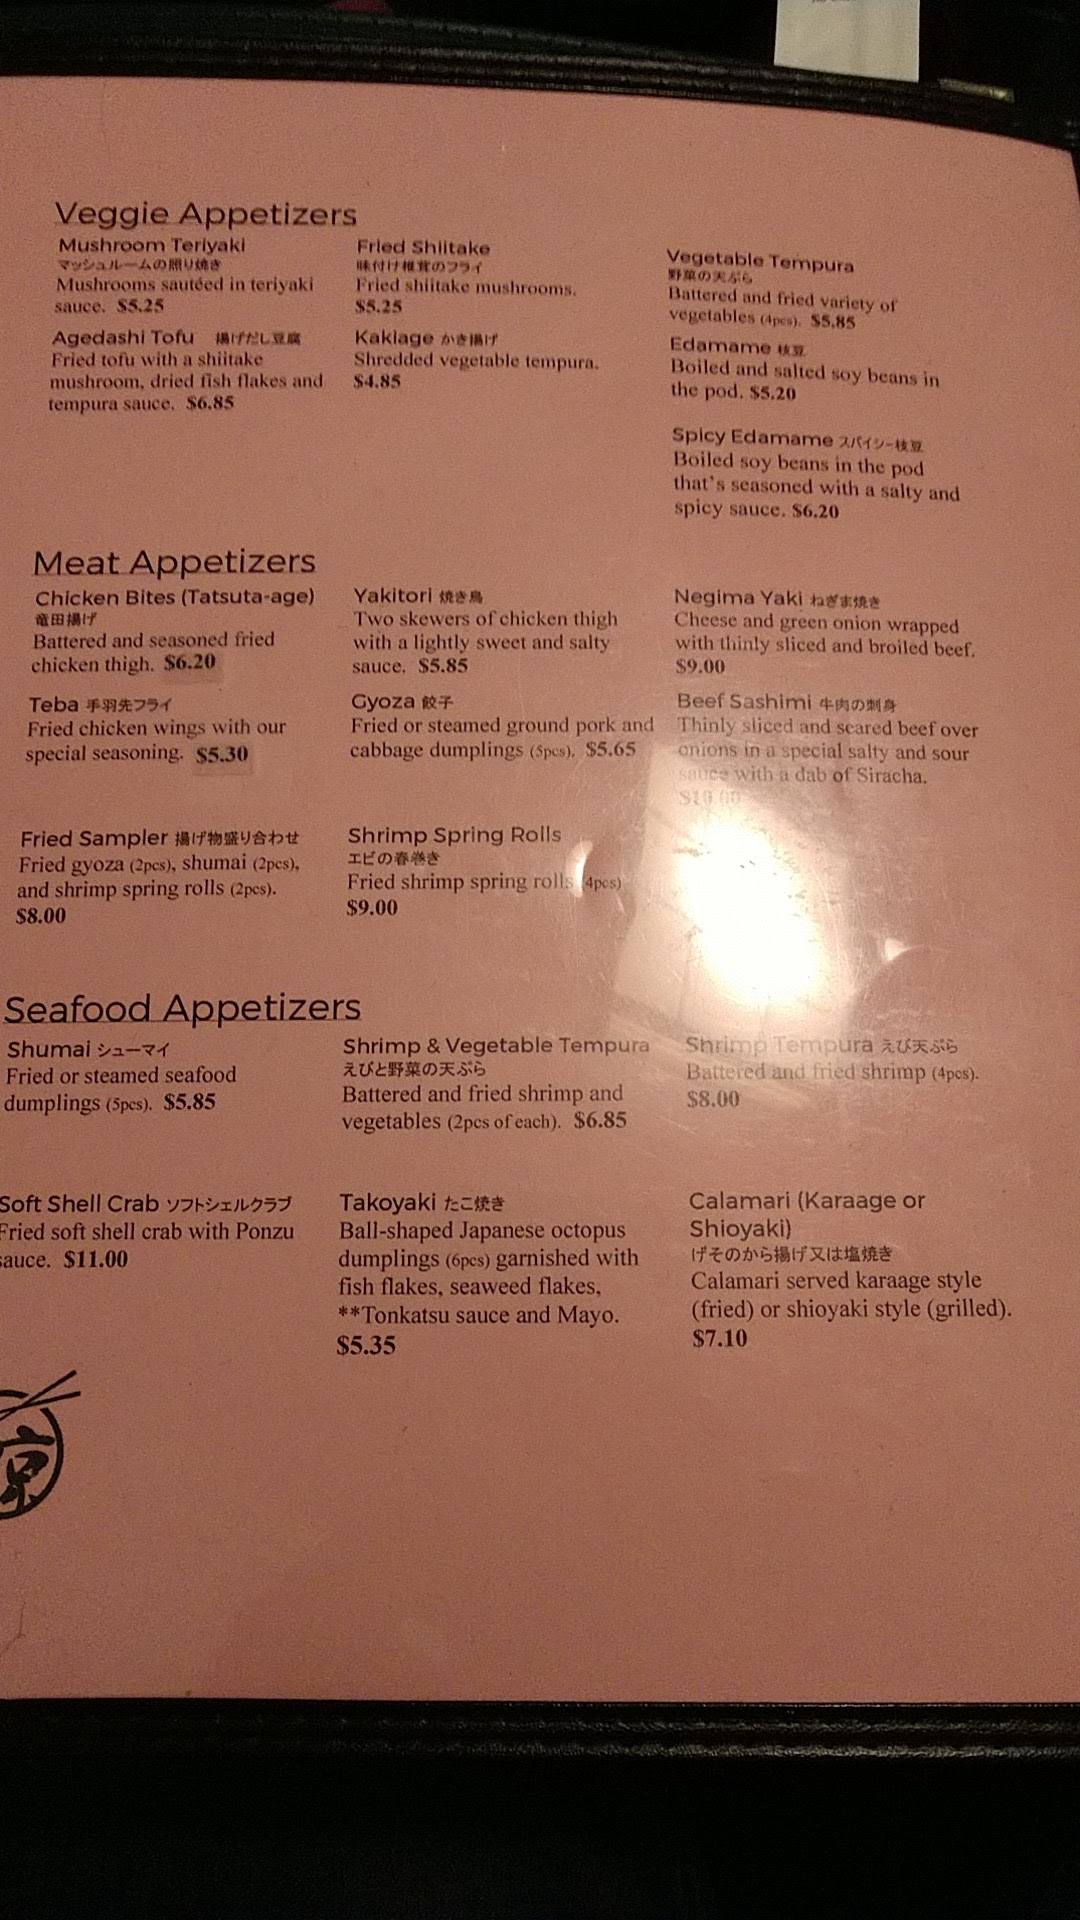 Veggie Appetizers
Mushroom Teriyaki
マッシュルームの照り焼き
Mushrooms sautéed in teriyaki
sauce. $5.25
Agedashi Tofu 揚げだし豆腐
Fried tofu with a shiitake
mushroom, dried fish flakes and
tempura sauce. $6.85
Fried Shiitake
味付け椎茸のフライ
Fried shiitake mushrooms.
$5.25
Kakiage かき揚げ
Shredded vegetable tempura.
$4.85
Vegetable Tempura
野菜の天ぷら
Battered and fried variety of
vegetables (4pcs). $5.85
Edamame 枝豆
Boiled and salted soy beans in
the pod. $5.20
Spicy Edamame スパイシー枝豆
Boiled soy beans in the pod
that's seasoned with a salty and
spicy sauce. $6.20
Meat Appetizers
Chicken Bites (Tatsuta-age)
竜田揚げ
Battered and seasoned fried
chicken thigh. $6.20
Teba 手羽先フライ
Fried chicken wings with our
special seasoning. $5.30
Fried Sampler 揚げ物盛り合わせ
Fried gyoza (2pcs), shumai (2pcs),
and shrimp spring rolls (2pcs).
$8.00
Yakitori 焼き鳥
Two skewers of chicken thigh
with a lightly sweet and salty
sauce. $5.85
Gyoza 餃子
Fried or steamed ground pork and
cabbage dumplings (5pcs). $5.65
Shrimp Spring Rolls
エビの春巻き
Fried shrimp spring rolls (4pcs)
$9.00
Negima Yaki ねぎま焼き
Cheese and green onion wrapped
with thinly sliced and broiled beef.
$9.00
Beef Sashimi 牛肉の刺身
Thinly sliced and seared beef over
onions in a special salty and sour
sauce with a dab of Siracha.
$10.00
Seafood Appetizers
Shumai シューマイ
Fried or steamed seafood
dumplings (5pcs). $5.85
Soft Shell Crab ソフトシェルクラブ
Fried soft shell crab with Ponzu
sauce. $11.00
Shrimp & Vegetable Tempura
えびと野菜の天ぷら
Battered and fried shrimp and
vegetables (2pcs of each). $6.85
Takoyaki たこ焼き
Ball-shaped Japanese octopus
dumplings (6pcs) garnished with
fish flakes, seaweed flakes,
**Tonkatsu sauce and Mayo.
$5.35
Shrimp Tempura えび天ぷら
Battered and fried shrimp (4pcs).
$8.00
Calamari (Karaage or
Shioyaki)
げそのから揚げ又は塩焼き
Calamari served karaage style
(fried) or shioyaki style (grilled).
$7.10
京